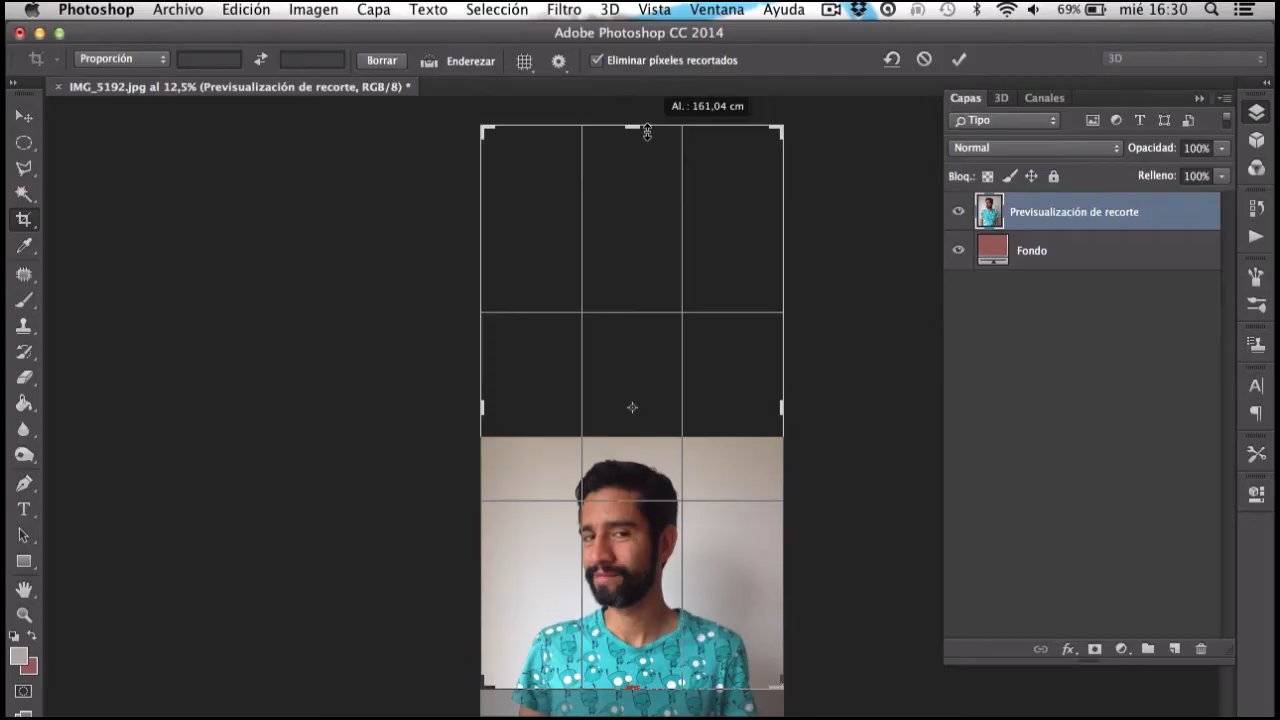 Photoshop Archivo Edición Imagen Capa Texto Selección Filtro 3D Vista Ventana Ayuda 69% mié 16:30
Adobe Photoshop CC 2014
Proporción Borrar Enderezar Eliminar píxeles recortados 3D
× IMG_5192.jpg al 12,5% (Previsualización de recorte, RGB/8) *
Al. : 161,04 cm
Capas 3D Canales
Tipo
Normal Opacidad: 100%
Bloq.: Relleno: 100%
Previsualización de recorte
Fondo